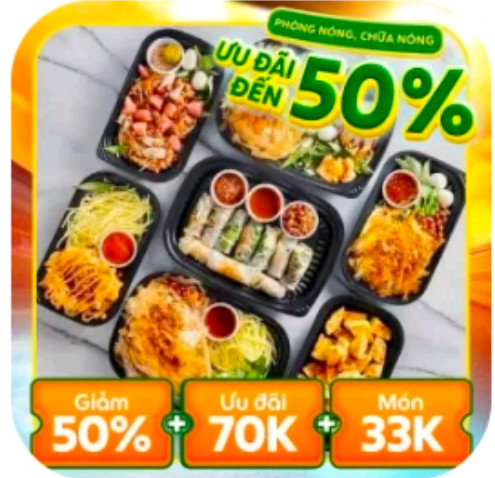 PHÒNG NÓNG, CHỮA NÓNG
ƯU ĐÃI
ĐẾN
50%
Giảm
50%
+
Ưu đãi
70K
+
Món
33K